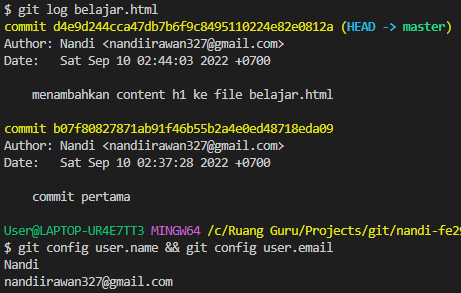 $ git log belajar.html
commit d4e9d244cca47db7b6f9c8495110224e82e0812a (HEAD -> master)
Author: Nandi <nandiirawan327@gmail.com>
Date:   Sat Sep 10 02:44:03 2022 +0700
menambahkan content h1 ke file belajar.html
commit b07f80827871ab91f46b55b2a4e0ed48718eda09
Author: Nandi <nandiirawan327@gmail.com>
Date:   Sat Sep 10 02:37:28 2022 +0700
commit pertama
User@LAPTOP-UR4E7TT3 MINGW64 /c/Ruang Guru/Projects/git/nandi-fe29
$ git config user.name && git config user.email
Nandi
nandiirawan327@gmail.com